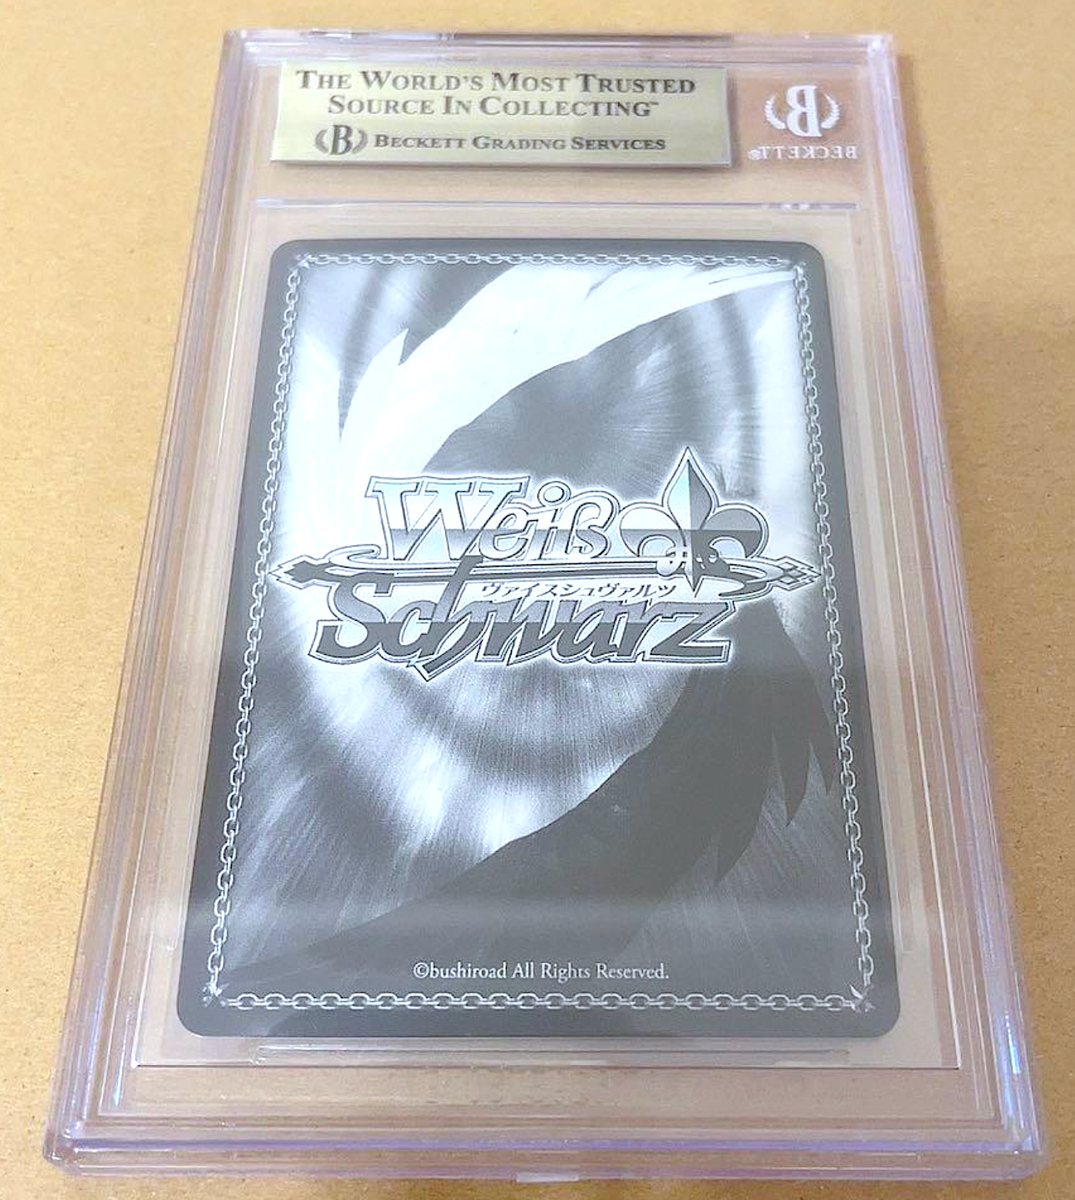 THE WORLD'S MOST TRUSTED
SOURCE IN COLLECTING™
B BECKETT GRADING SERVICES
B
BECKETT®
Weiß
ヴァイスシュヴァルツ
Schwarz
©bushiroad All Rights Reserved.